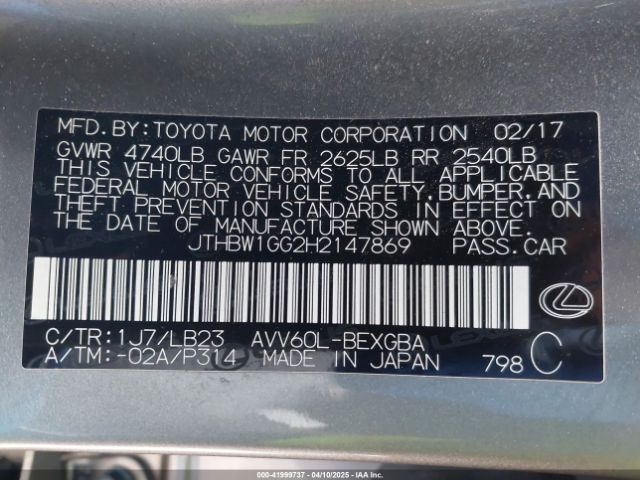 MFD. BY: TOYOTA MOTOR CORPORATION 02/17
GVWR 4740LB GAWR FR 2625LB RR 2540LB
THIS VEHICLE CONFORMS TO ALL APPLICABLE
FEDERAL MOTOR VEHICLE SAFETY, BUMPER, AND
THEFT PREVENTION STANDARDS IN EFFECT ON
THE DATE OF MANUFACTURE SHOWN ABOVE.
JTHBW1GG2H2147869 PASS. CAR
C/TR: 1J7/LB23 AVV60L-BEXGBA
A/TM: -02A/P314 MADE IN JAPAN 798 C
00-41999737 - 04/10/2025 - COPYRIGHT IAA